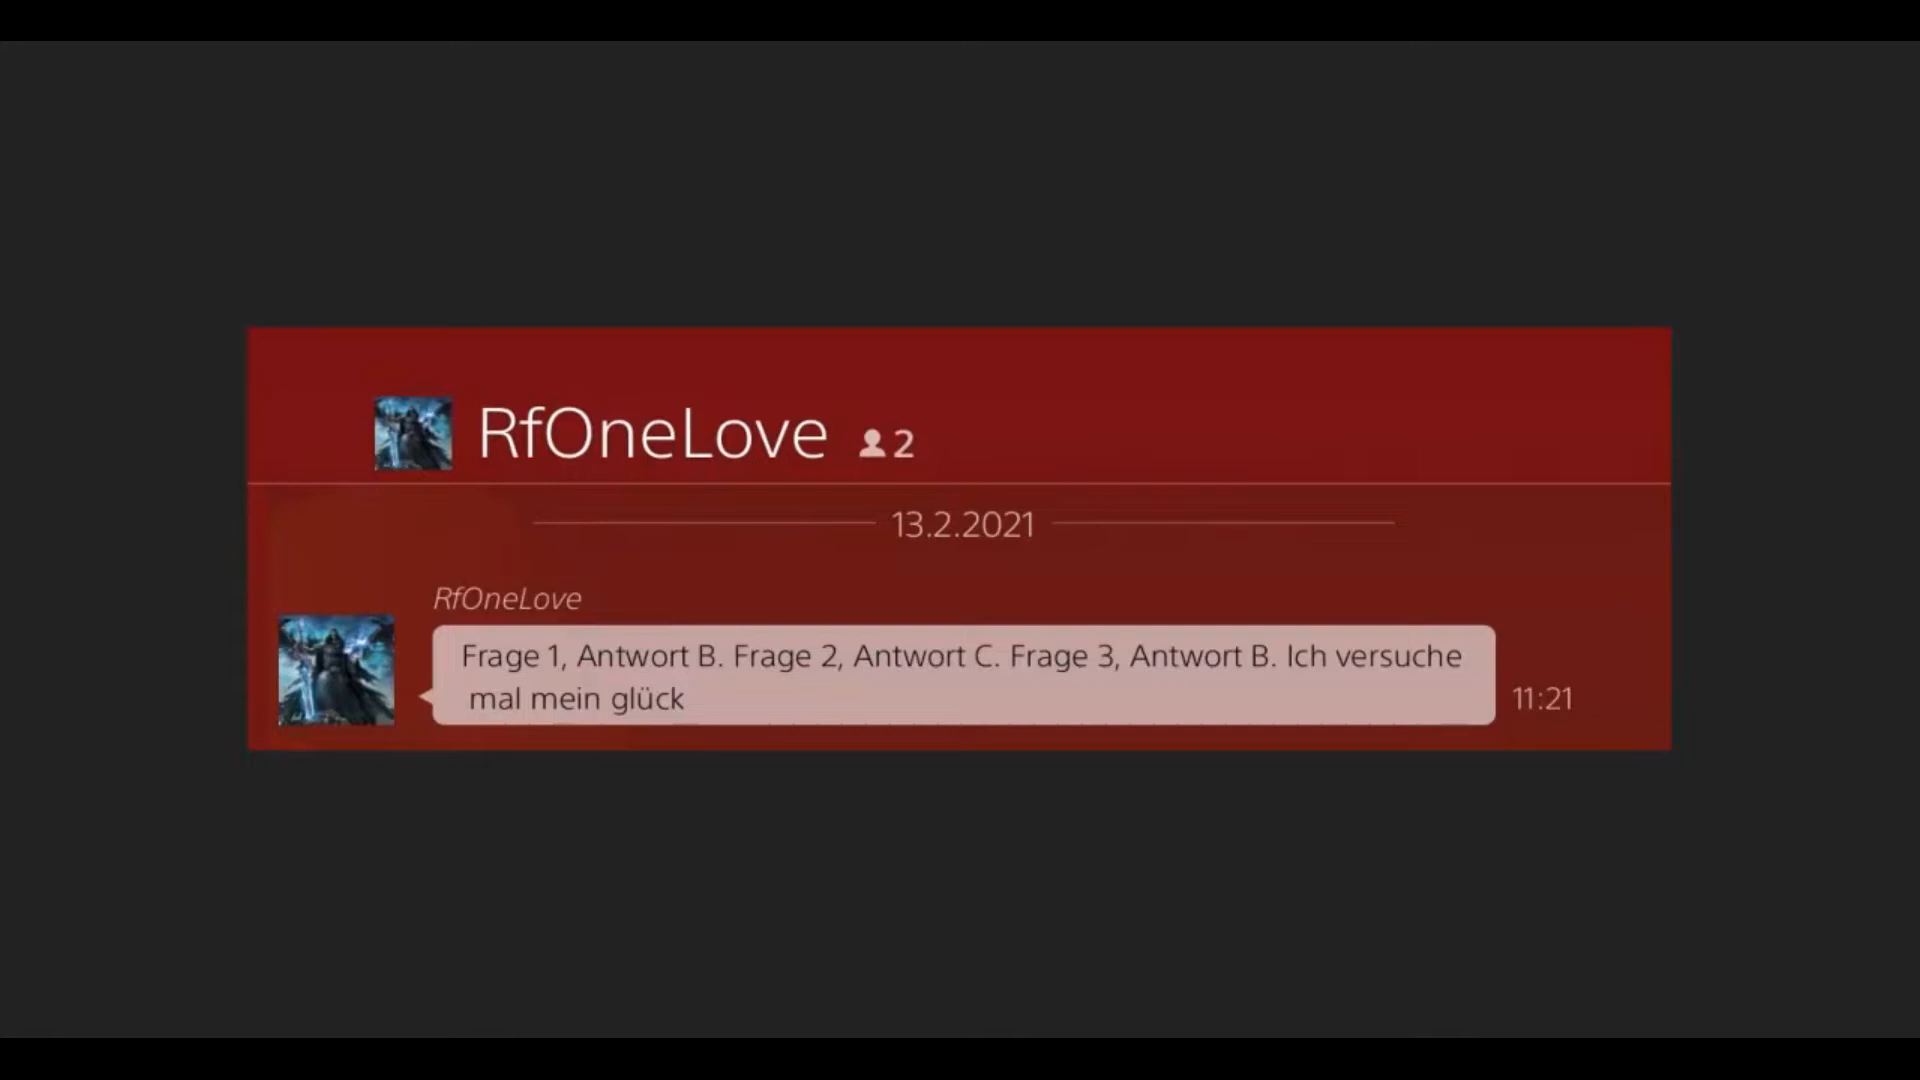 RfOneLove 2
13.2.2021
RfOneLove
Frage 1, Antwort B. Frage 2, Antwort C. Frage 3, Antwort B. Ich versuche
mal mein glück
11:21